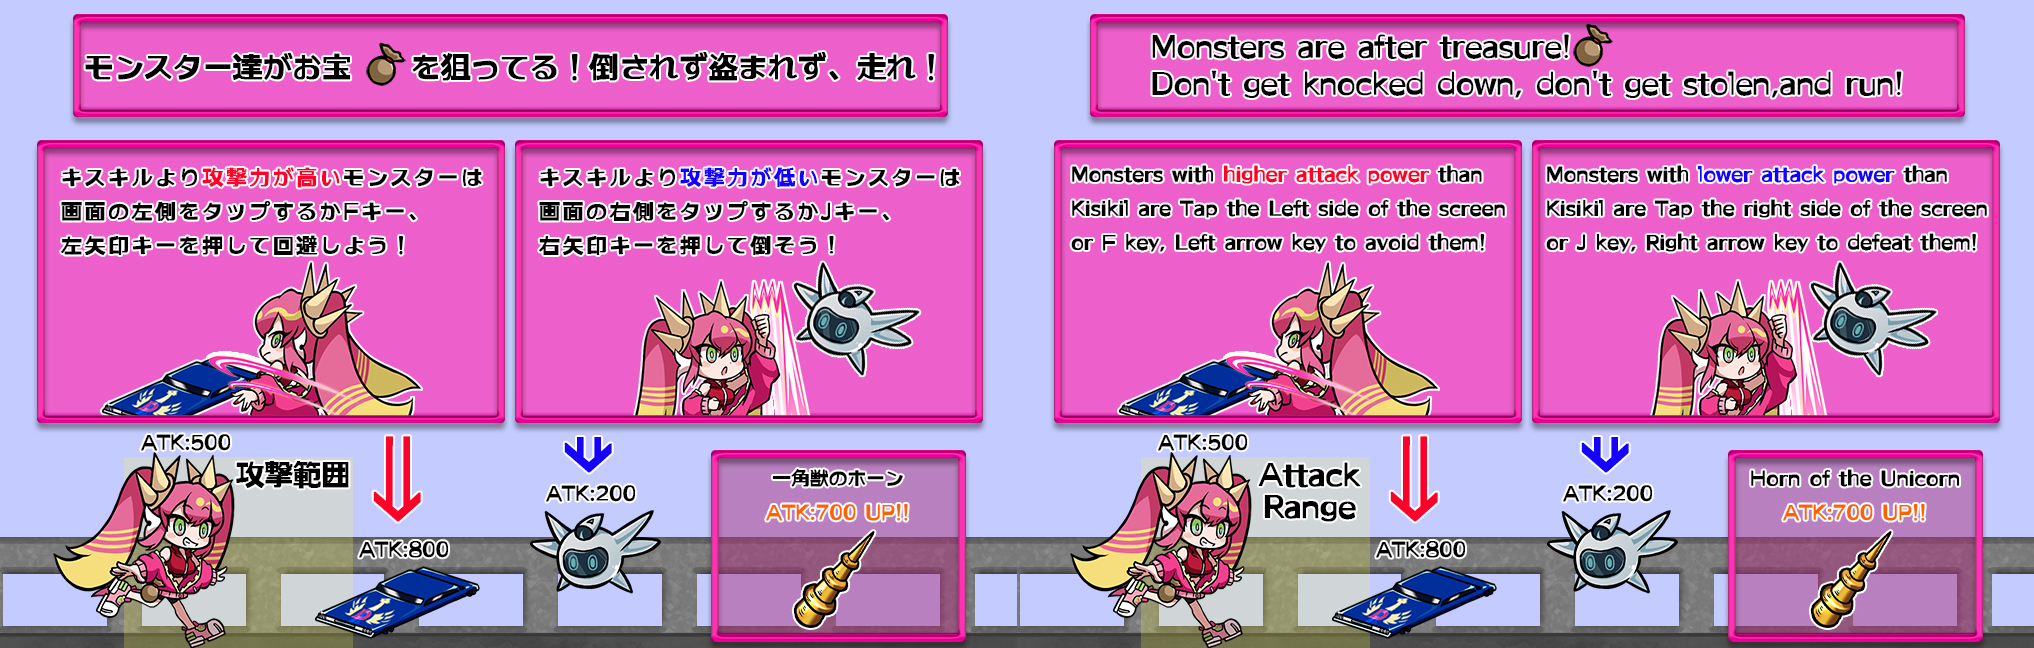 モンスター達がお宝を狙ってる！倒されず盗まれず、走れ！
キスキルより攻撃力が高いモンスターは
画面の左側をタップするかFキー、
左矢印キーを押して回避しよう！
キスキルより攻撃力が低いモンスターは
画面の右側をタップするかJキー、
右矢印キーを押して倒そう！
ATK:500
攻撃範囲
ATK:800
ATK:200
一角獣のホーン
ATK:700 UP!!
Monsters are after treasure!
Don't get knocked down, don't get stolen,and run!
Monsters with higher attack power than
Kisikil are Tap the Left side of the screen
or F key, Left arrow key to avoid them!
Monsters with lower attack power than
Kisikil are Tap the right side of the screen
or J key, Right arrow key to defeat them!
ATK:500
Attack
Range
ATK:800
ATK:200
Horn of the Unicorn
ATK:700 UP!!